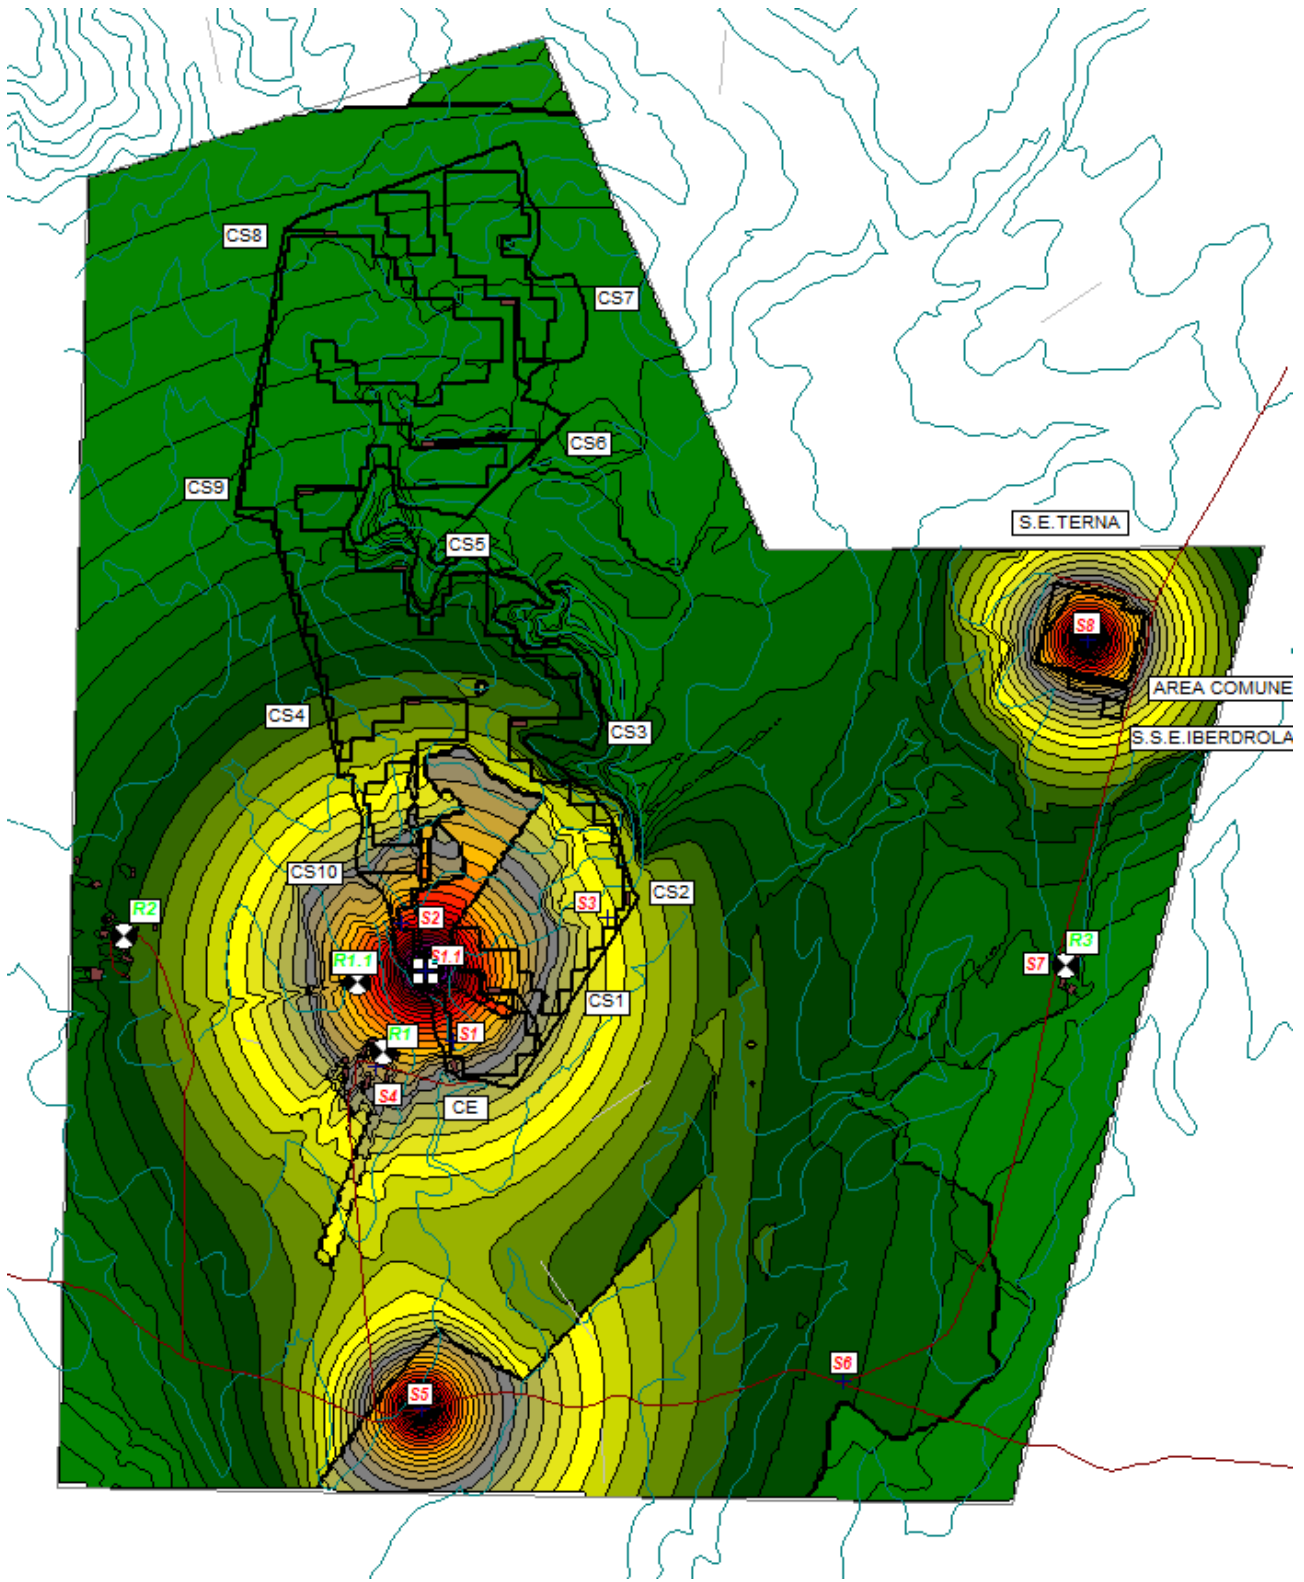 CS8
CS7
CS6
CS9
S.E.TERNA
CS5
S8
AREA COMUNE
CS4
CS3
S.S.E.IBERDROLA
CS10
CS2
R2
S2
S3
R3
R1.1
S1.1
S7
CS1
R1
S1
S4
CE
S6
S5